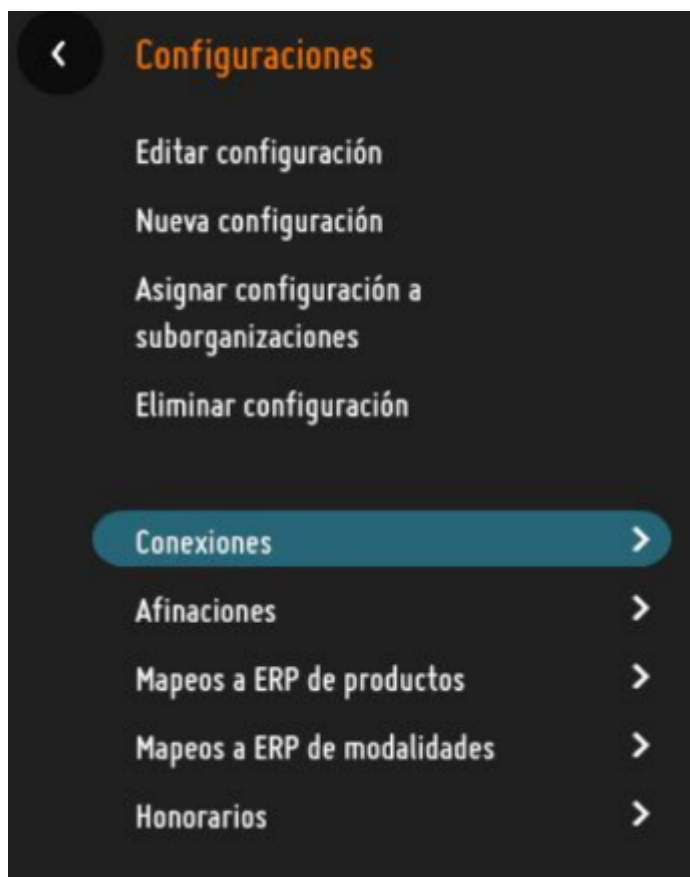 Configuraciones
Editar configuración
Nueva configuración
Asignar configuración a
suborganizaciones
Eliminar configuración
Conexiones
Afinaciones
Mapeos a ERP de productos
Mapeos a ERP de modalidades
Honorarios